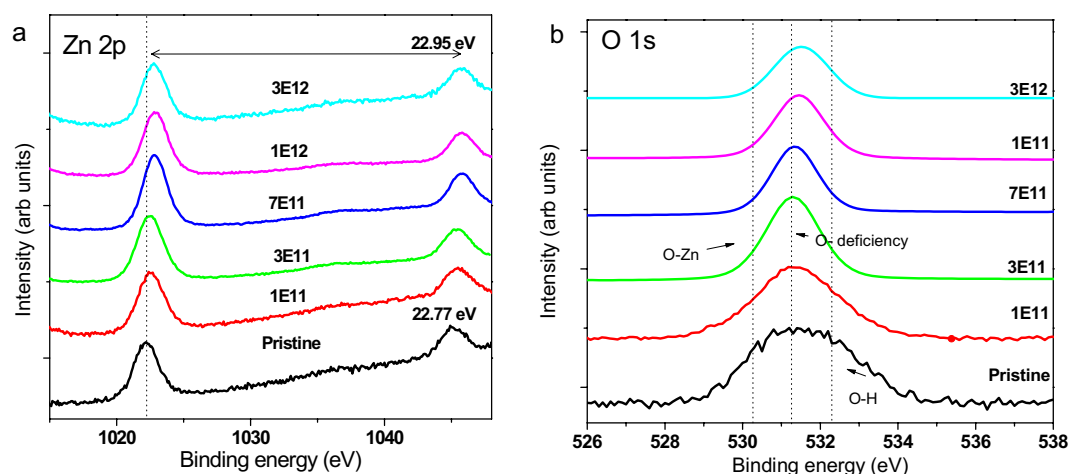 a
Zn 2p
22.95 eV
3E12
1E12
7E11
3E11
1E11
22.77 eV
Pristine
Intensity (arb units)
1020
1030
1040
Binding energy (eV)
b
O 1s
3E12
1E11
7E11
O-Zn
O- deficiency
3E11
1E11
Pristine
O-H
Intensity (arb units)
526
528
530
532
534
536
538
Binding energy (eV)